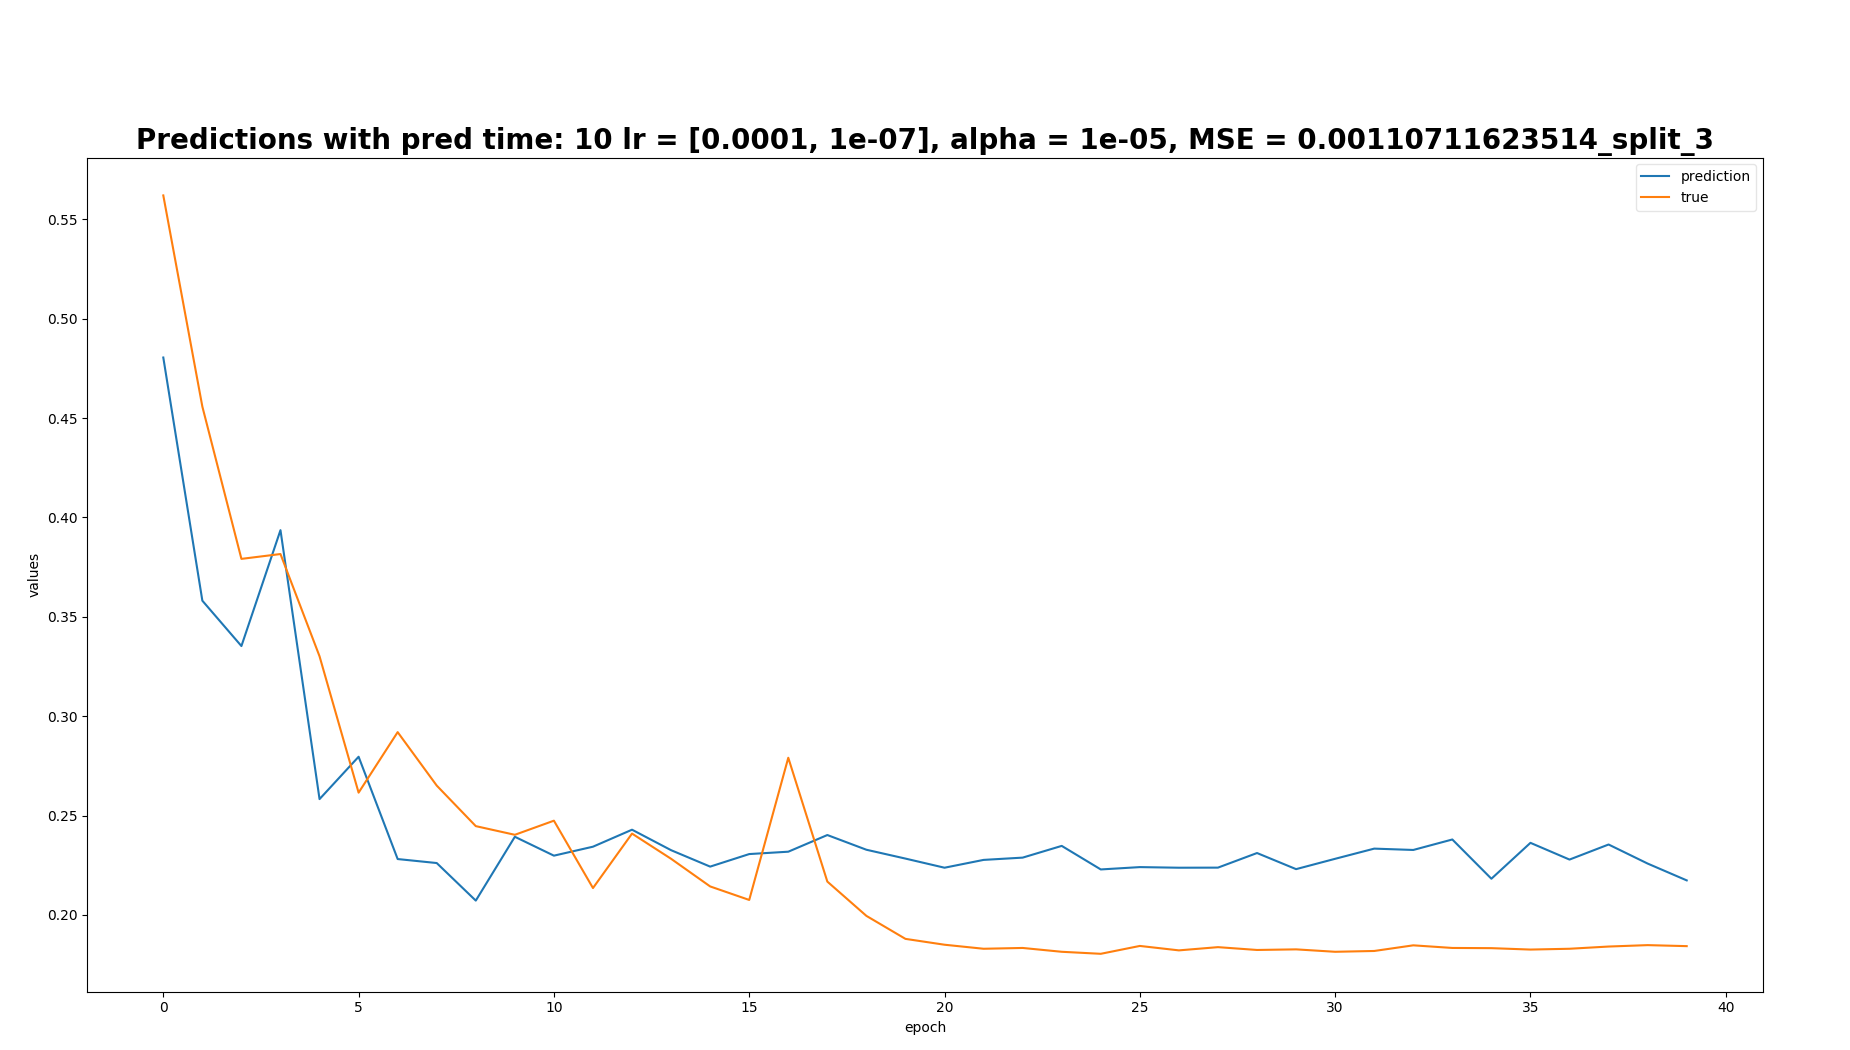 Predictions with pred time: 10 lr = [0.0001, 1e-07], alpha = 1e-05, MSE = 0.00110711623514_split_3
prediction
true
values
0.55
0.50
0.45
0.40
0.35
0.30
0.25
0.20
0 5 10 15 20 25 30 35 40
epoch